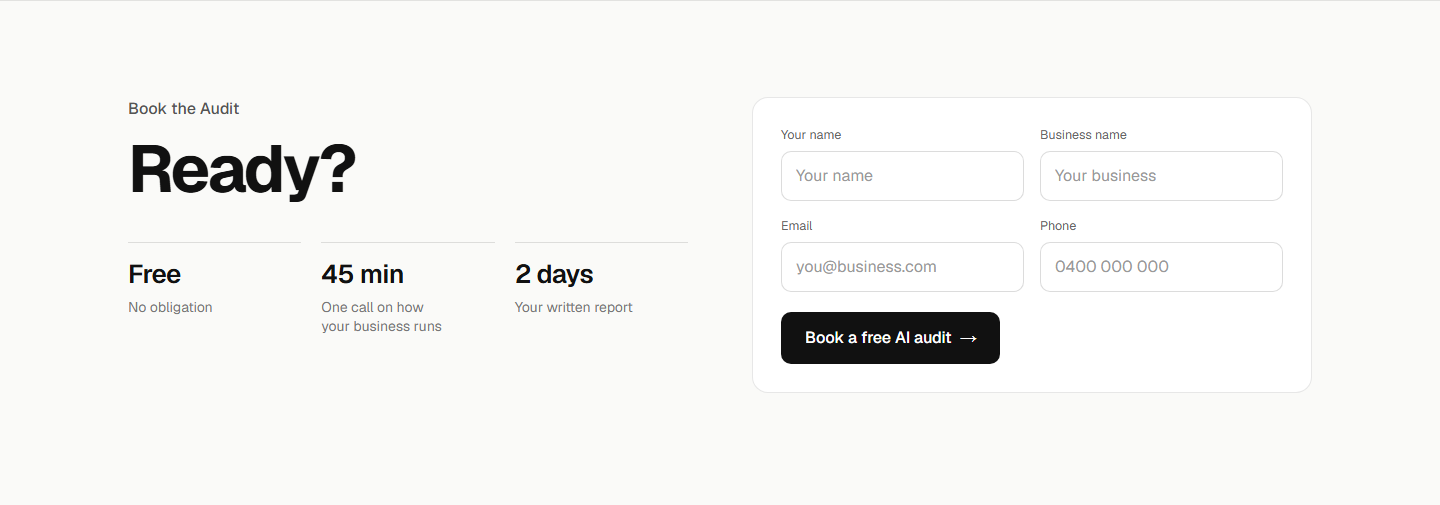 Book the Audit
Ready?
Free
No obligation
45 min
One call on how
your business runs
2 days
Your written report
Your name
Your name
Business name
Your business
Email
you@business.com
Phone
0400 000 000
Book a free AI audit →